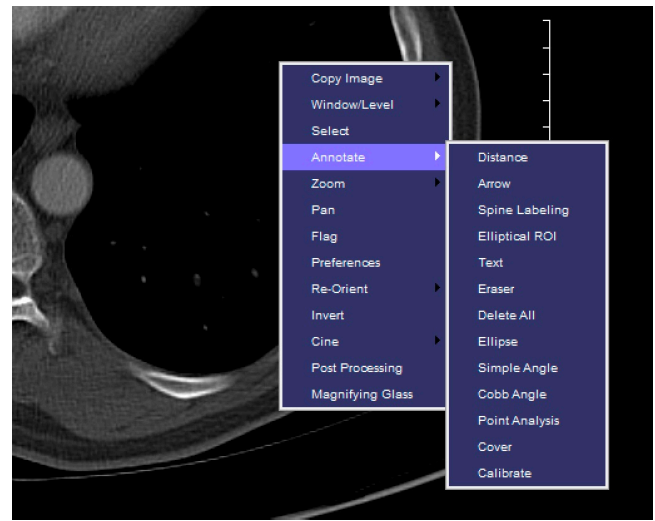 Copy Image
Window/Level
Select
Annotate
Zoom
Pan
Flag
Preferences
Re-Orient
Invert
Cine
Post Processing
Magnifying Glass
Distance
Arrow
Spine Labeling
Elliptical ROI
Text
Eraser
Delete All
Ellipse
Simple Angle
Cobb Angle
Point Analysis
Cover
Calibrate